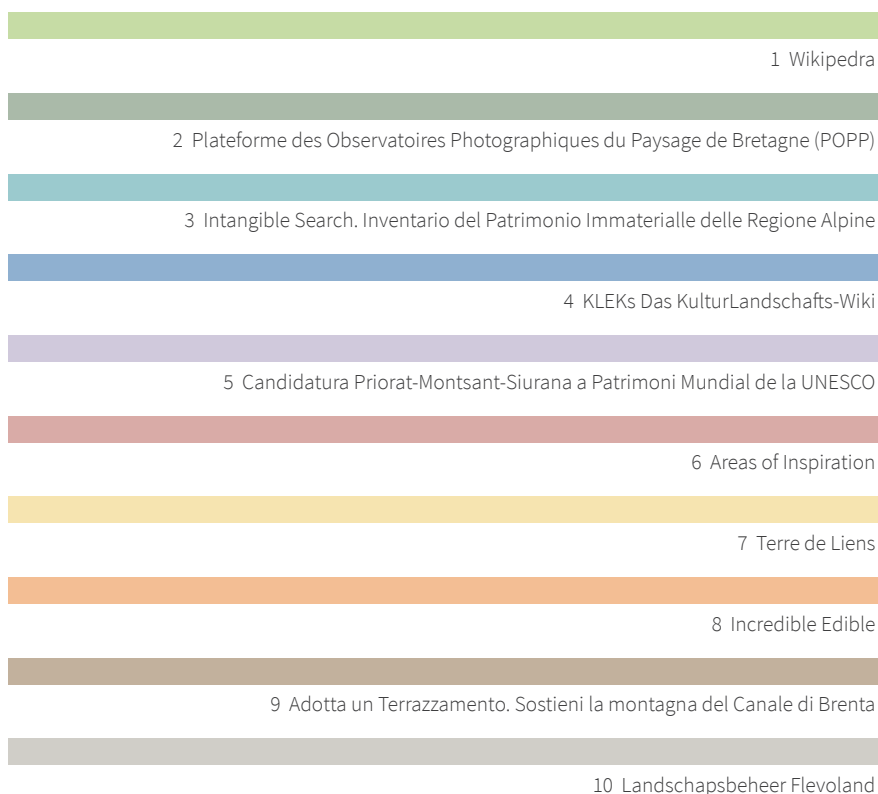 1 Wikipedra
2 Plateforme des Observatoires Photographiques du Paysage de Bretagne (POPP)
3 Intangible Search. Inventario del Patrimonio Immaterialle delle Regione Alpine
4 KLEKs Das KulturLandschafts-Wiki
5 Candidatura Priorat-Montsant-Siurana a Patrimoni Mundial de la UNESCO
6 Areas of Inspiration
7 Terre de Liens
8 Incredible Edible
9 Adotta un Terrazzamento. Sostieni la montagna del Canale di Brenta
10 Landschapsbeheer Flevoland